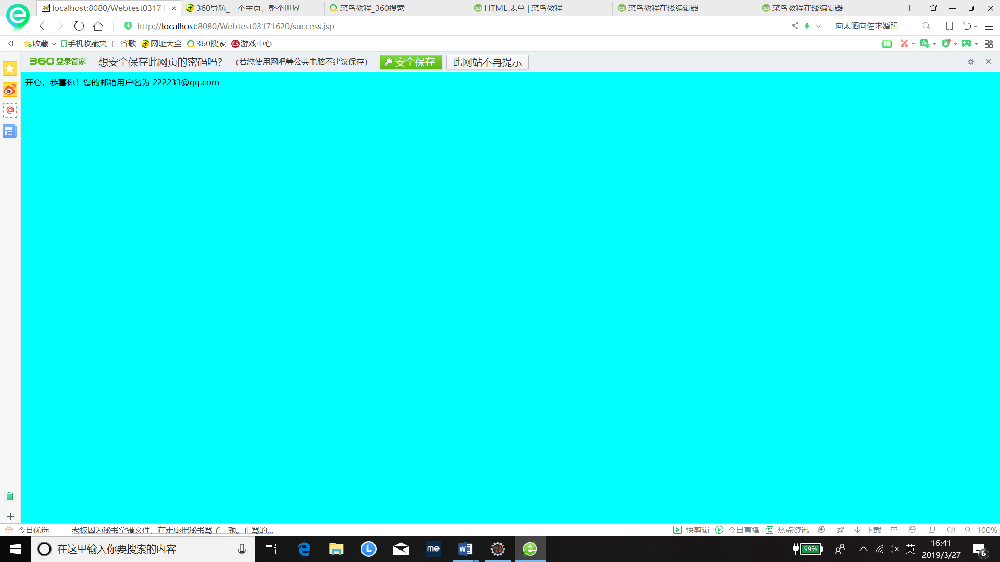 localhost:8080/Webtest03171
360导航_一个主页，整个世界
菜鸟教程_360搜索
HTML 表单 | 菜鸟教程
菜鸟教程在线编辑器
菜鸟教程在线编辑器
http://localhost:8080/Webtest03171620/success.jsp
向太晒向佐求婚照
收藏
手机收藏夹
谷歌
网址大全
360搜索
游戏中心
360 登录管家
想安全保存此网页的密码吗？
（若您使用网吧等公共电脑不建议保存）
安全保存
此网站不再提示
开心，恭喜你！您的邮箱用户名为 222233@qq.com
今日优选
老板因为秘书拿错文件，在走廊把秘书骂了一顿。正骂的...
快剪辑
今日直播
热点资讯
下载
100%
在这里输入你要搜索的内容
me
99%
英
16:41
2019/3/27
6